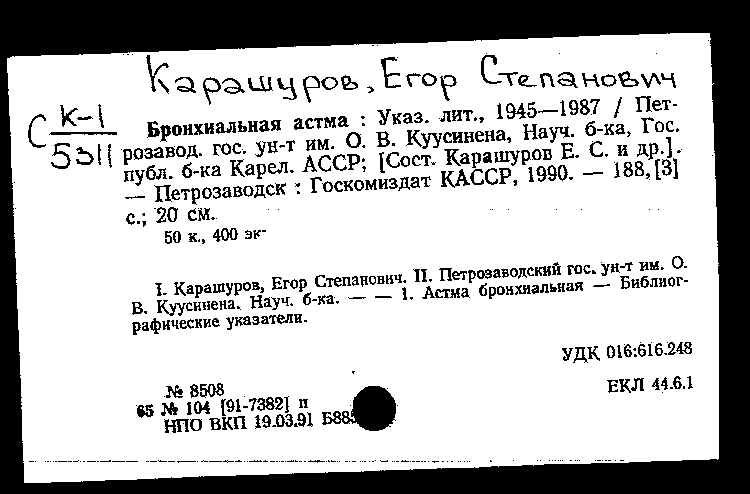 Карашуров, Егор Степанович
С К-1
5311
Бронхиальная астма : Указ. лит., 1945—1987 / Пет-
розавод. гос. ун-т им. О. В. Куусинена, Науч. б-ка, Гос.
публ. б-ка Карел. АССР; [Сост. Карашуров Е. С. и др.].
— Петрозаводск : Госкомиздат КАССР, 1990. — 188,[3]
с.; 20 см.
50 к., 400 эк-
I. Карашуров, Егор Степанович. II. Петрозаводский гос. ун-т им. О.
В. Куусинена. Науч. б-ка. — — 1. Астма бронхиальная — Библиог-
рафические указатели.
УДК 016:616.248
№ 8508
ЕКЛ 44.6.1
65 № 104 [91-7382] п
НПО ВКП 19.03.91